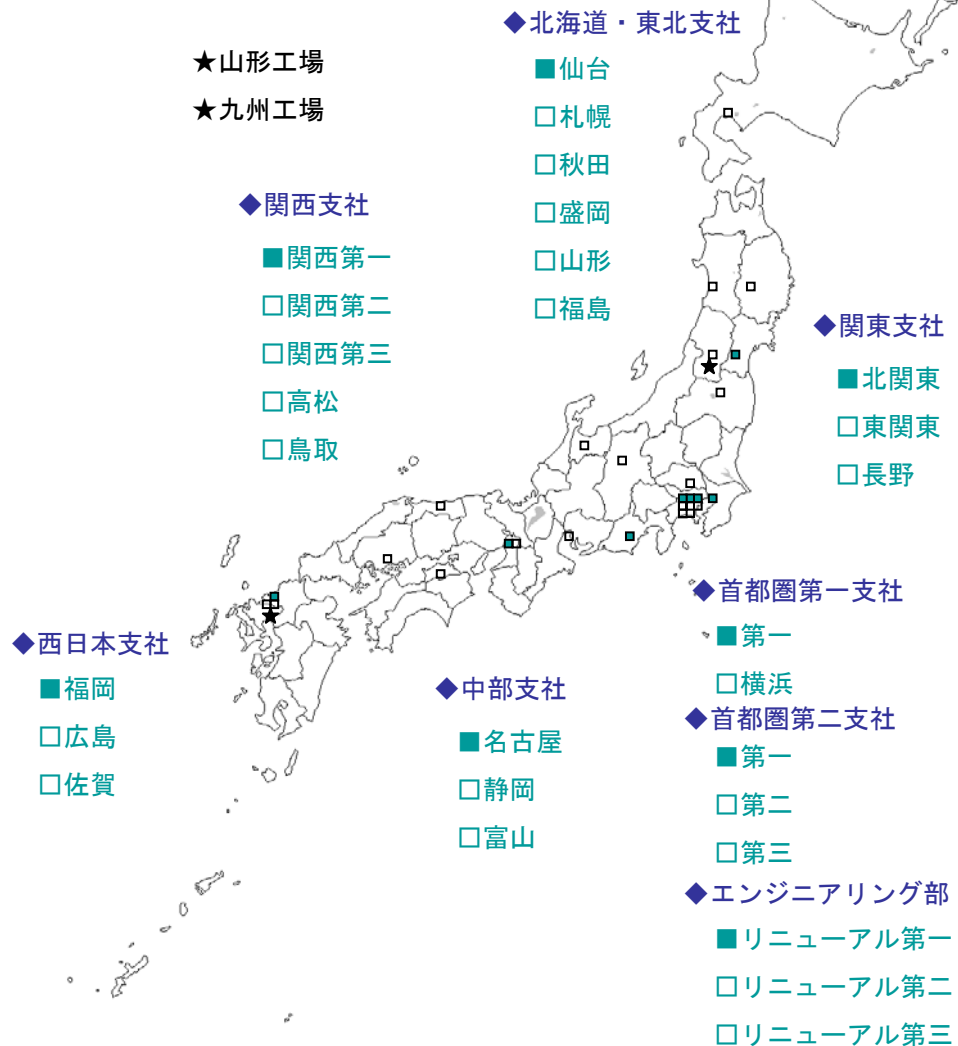 ★山形工場
★九州工場
◆北海道・東北支社
■仙台
□札幌
□秋田
□盛岡
□山形
□福島
◆関西支社
■関西第一
□関西第二
□関西第三
□高松
□鳥取
◆関東支社
■北関東
□東関東
□長野
◆西日本支社
■福岡
□広島
□佐賀
◆中部支社
■名古屋
□静岡
□富山
◆首都圏第一支社
■第一
□横浜
◆首都圏第二支社
■第一
□第二
□第三
◆エンジニアリング部
■リニューアル第一
□リニューアル第二
□リニューアル第三